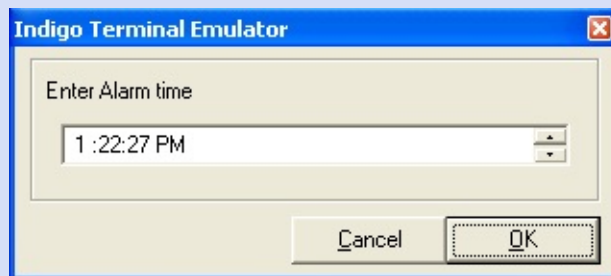 Indigo Terminal Emulator
Enter Alarm time
1 :22:27 PM
Cancel OK